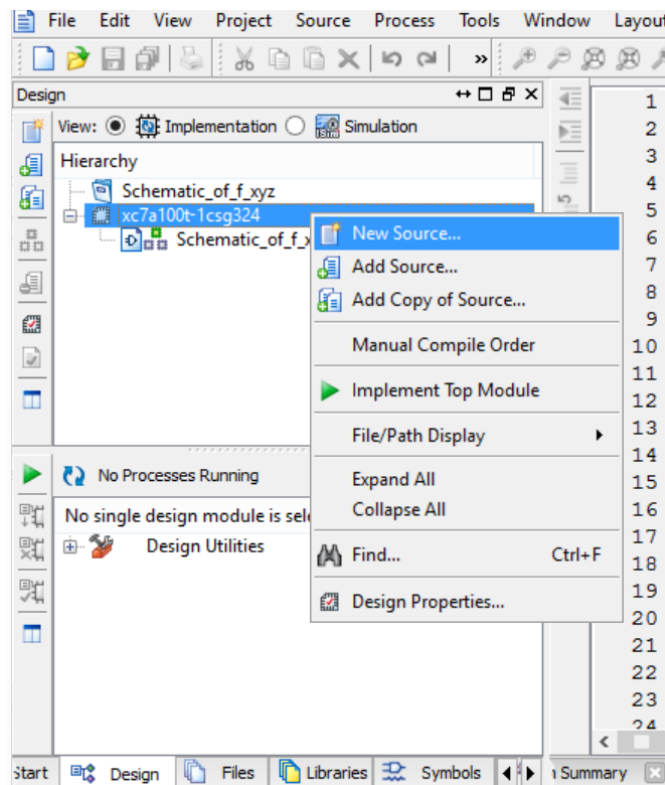 File Edit View Project Source Process Tools Window Layout
»
Design
View: Implementation Simulation
Hierarchy
Schematic_of_f_xyz
xc7a100t-1csg324
Schematic_of_f_x
New Source...
Add Source...
Add Copy of Source...
Manual Compile Order
Implement Top Module
File/Path Display
Expand All
Collapse All
Find... Ctrl+F
Design Properties...
No Processes Running
No single design module is sele
Design Utilities
1
2
3
4
5
6
7
8
9
10
11
12
13
14
15
16
17
18
19
20
21
22
23
24
Start Design Files Libraries Symbols Summary